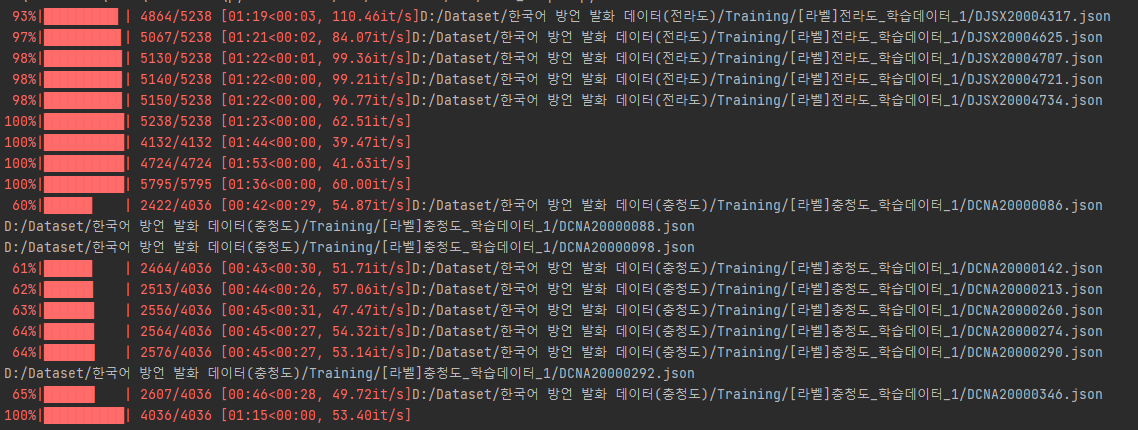 93%|█████████▎| 4864/5238 [01:19<00:03, 110.46it/s]D:/Dataset/한국어 방언 발화 데이터(전라도)/Training/[라벨]전라도_학습데이터_1/DJSX20004317.json
97%|█████████▋| 5067/5238 [01:21<00:02, 84.07it/s]D:/Dataset/한국어 방언 발화 데이터(전라도)/Training/[라벨]전라도_학습데이터_1/DJSX20004625.json
98%|█████████▊| 5130/5238 [01:22<00:01, 99.36it/s]D:/Dataset/한국어 방언 발화 데이터(전라도)/Training/[라벨]전라도_학습데이터_1/DJSX20004707.json
98%|█████████▊| 5140/5238 [01:22<00:00, 99.21it/s]D:/Dataset/한국어 방언 발화 데이터(전라도)/Training/[라벨]전라도_학습데이터_1/DJSX20004721.json
98%|█████████▊| 5150/5238 [01:22<00:00, 96.77it/s]D:/Dataset/한국어 방언 발화 데이터(전라도)/Training/[라벨]전라도_학습데이터_1/DJSX20004734.json
100%|██████████| 5238/5238 [01:23<00:00, 62.51it/s]
100%|██████████| 4132/4132 [01:44<00:00, 39.47it/s]
100%|██████████| 4724/4724 [01:53<00:00, 41.63it/s]
100%|██████████| 5795/5795 [01:36<00:00, 60.00it/s]
60%|██████    | 2422/4036 [00:42<00:29, 54.87it/s]D:/Dataset/한국어 방언 발화 데이터(충청도)/Training/[라벨]충청도_학습데이터_1/DCNA20000086.json
D:/Dataset/한국어 방언 발화 데이터(충청도)/Training/[라벨]충청도_학습데이터_1/DCNA20000088.json
D:/Dataset/한국어 방언 발화 데이터(충청도)/Training/[라벨]충청도_학습데이터_1/DCNA20000098.json
61%|██████    | 2464/4036 [00:43<00:30, 51.71it/s]D:/Dataset/한국어 방언 발화 데이터(충청도)/Training/[라벨]충청도_학습데이터_1/DCNA20000142.json
62%|██████▏   | 2513/4036 [00:44<00:26, 57.06it/s]D:/Dataset/한국어 방언 발화 데이터(충청도)/Training/[라벨]충청도_학습데이터_1/DCNA20000213.json
63%|██████▎   | 2556/4036 [00:45<00:31, 47.47it/s]D:/Dataset/한국어 방언 발화 데이터(충청도)/Training/[라벨]충청도_학습데이터_1/DCNA20000260.json
64%|██████▎   | 2564/4036 [00:45<00:27, 54.32it/s]D:/Dataset/한국어 방언 발화 데이터(충청도)/Training/[라벨]충청도_학습데이터_1/DCNA20000274.json
64%|██████▍   | 2576/4036 [00:45<00:27, 53.14it/s]D:/Dataset/한국어 방언 발화 데이터(충청도)/Training/[라벨]충청도_학습데이터_1/DCNA20000290.json
D:/Dataset/한국어 방언 발화 데이터(충청도)/Training/[라벨]충청도_학습데이터_1/DCNA20000292.json
65%|██████▍   | 2607/4036 [00:46<00:28, 49.72it/s]D:/Dataset/한국어 방언 발화 데이터(충청도)/Training/[라벨]충청도_학습데이터_1/DCNA20000346.json
100%|██████████| 4036/4036 [01:15<00:00, 53.40it/s]